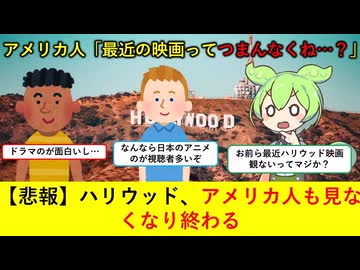 アメリカ人「最近の映画ってつまんなくね…？」
HOLLYWOOD
ドラマのが面白いし…
なんなら日本のアニメ
のが視聴者多いぞ
お前ら最近ハリウッド映画
観ないってマジか？
【悲報】ハリウッド、アメリカ人も見な
くなり終わる